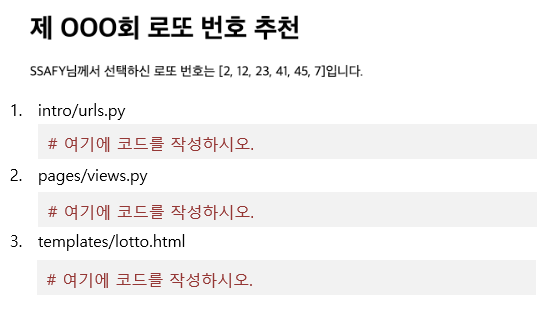 제 OOO회 로또 번호 추천
SSAFY님께서 선택하신 로또 번호는 [2, 12, 23, 41, 45, 7]입니다.
1. intro/urls.py
# 여기에 코드를 작성하시오.
2. pages/views.py
# 여기에 코드를 작성하시오.
3. templates/lotto.html
# 여기에 코드를 작성하시오.